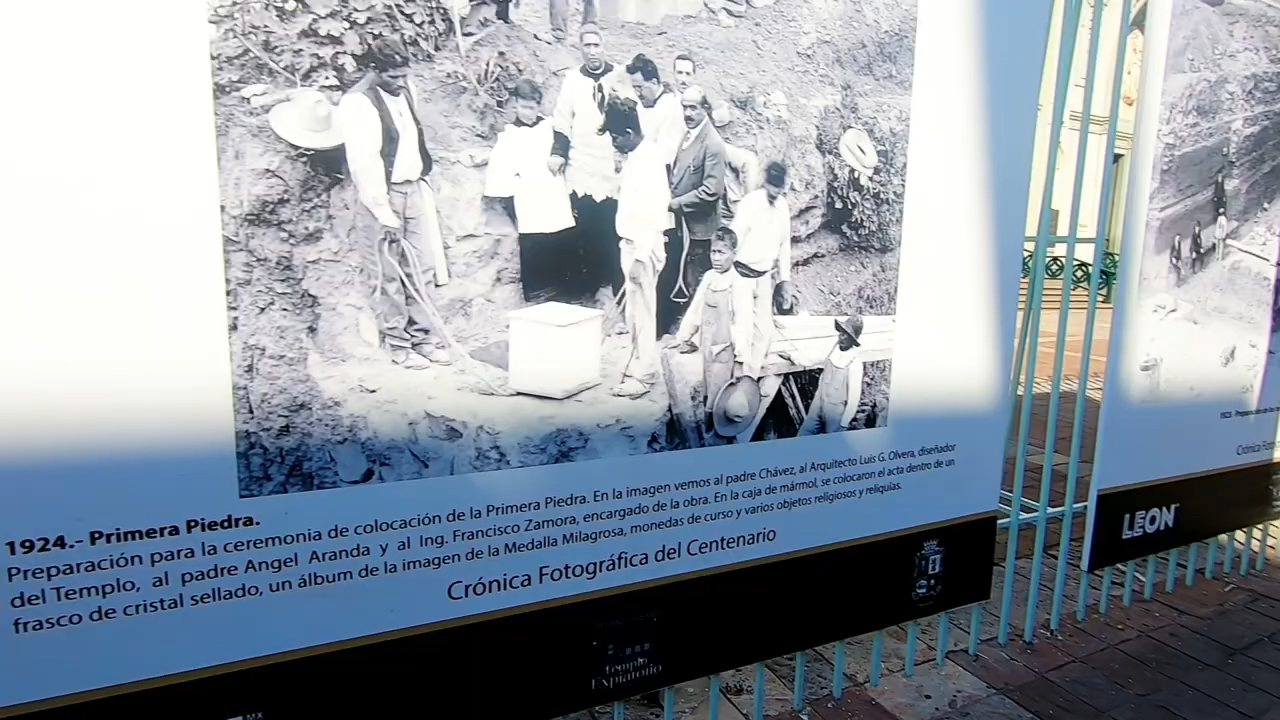 1924.- Primera Piedra.
Preparación para la ceremonia de colocación de la Primera Piedra. En la imagen vemos al padre Chávez, al Arquitecto Luis G. Olvera, diseñador
del Templo, al padre Angel Aranda y al Ing. Francisco Zamora, encargado de la obra. En la caja de mármol, se colocaron el acta dentro de un
frasco de cristal sellado, un álbum de la imagen de la Medalla Milagrosa, monedas de curso y varios objetos religiosos y reliquias.
Crónica Fotográfica del Centenario
Templo
Expiatorio
MX
Crónica
LEON